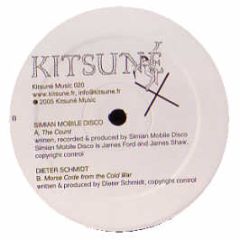 KITSUNÉ
Kitsuné Music 020
www.kitsune.fr, info@kitsune.fr
℗ 2005 Kitsuné Music
B
SIMIAN MOBILE DISCO
A. The Count
written, recorded & produced by Simian Mobile Disco
Simian Mobile Disco is James Ford and James Shaw,
copyright control
DIETER SCHMIDT
B. Morse Code from the Cold War
written & produced by Dieter Schmidt, copyright control